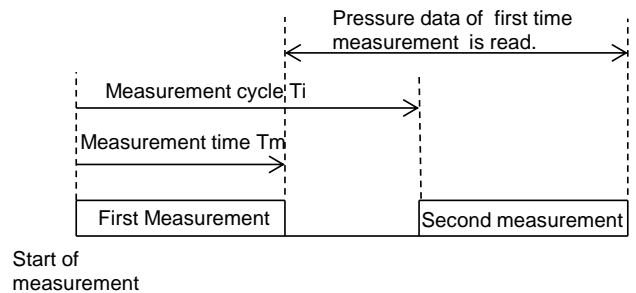 Pressure data of first time
measurement is read.
Measurement cycle Ti
Measurement time Tm
First Measurement
Second measurement
Start of
measurement